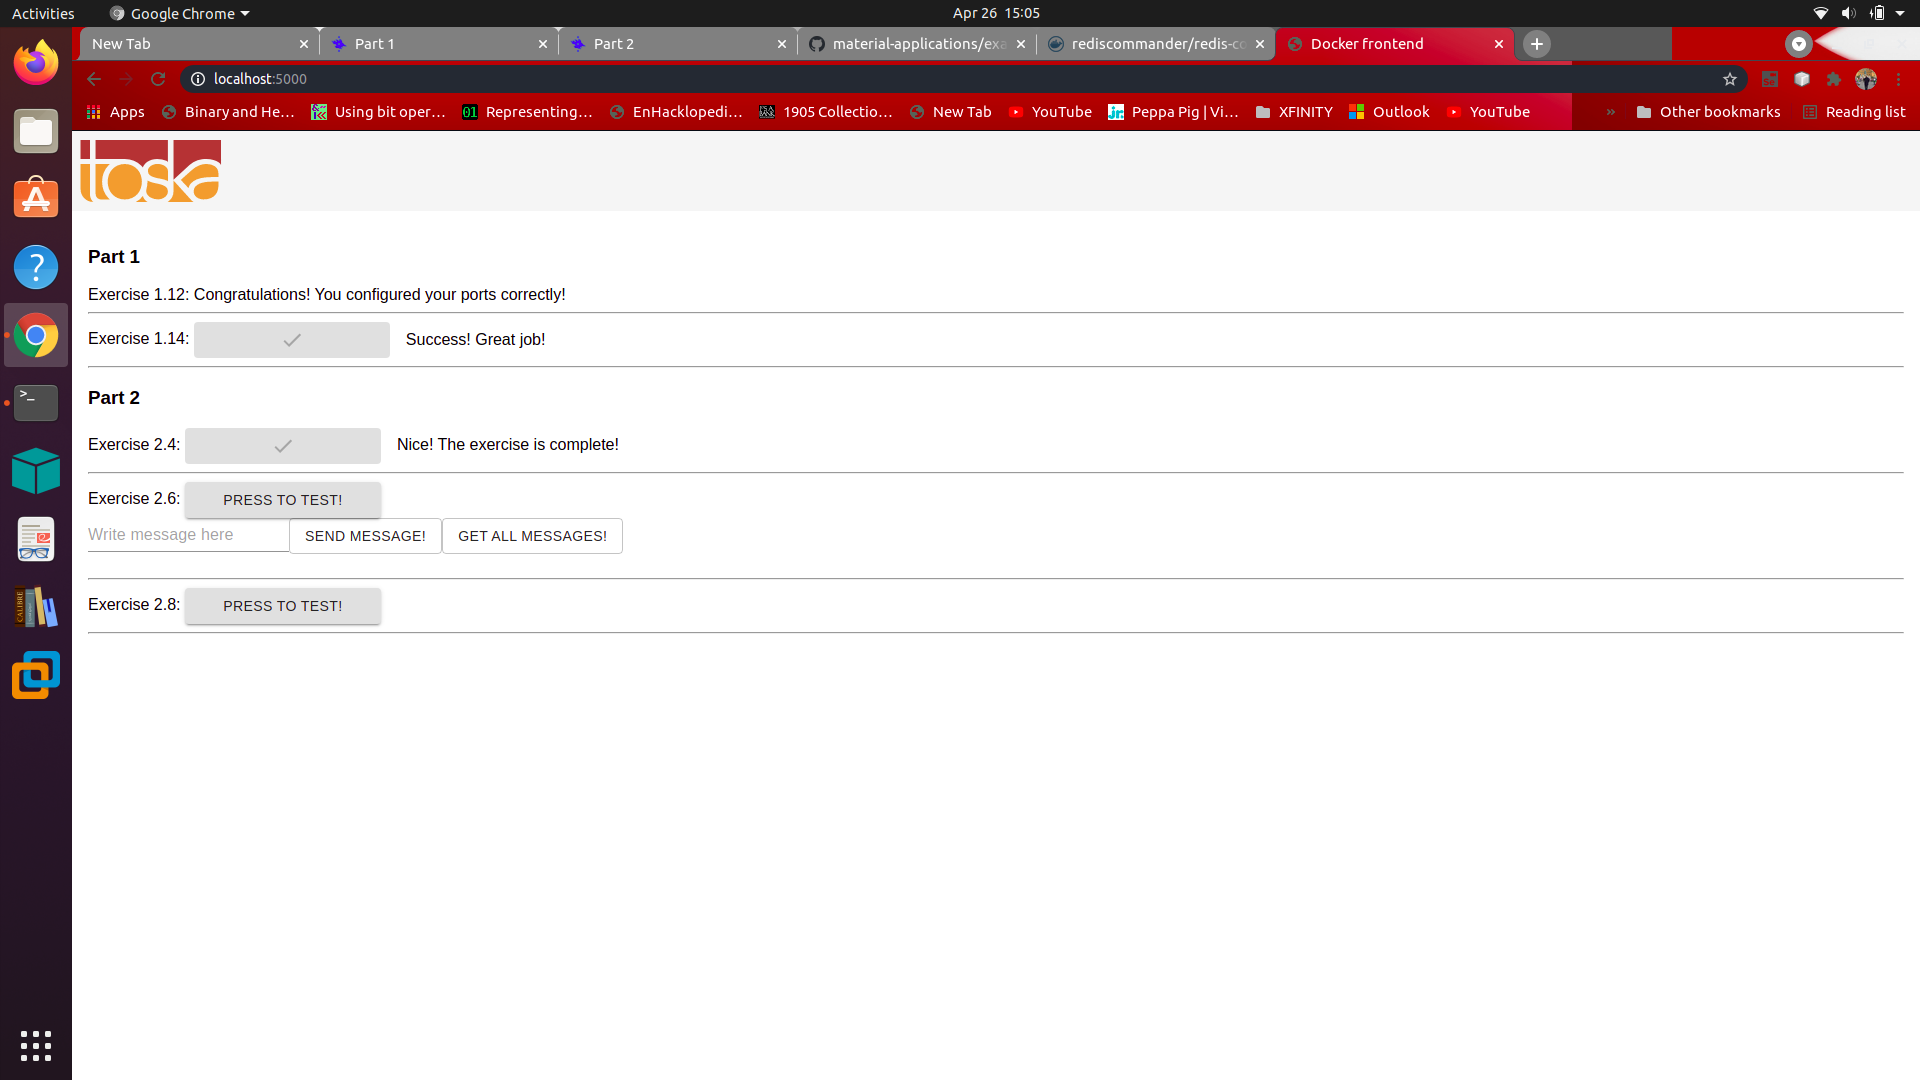 Activities Google Chrome Apr 26 15:05
New Tab Part 1 Part 2 material-applications/exa rediscommander/redis-co Docker frontend
localhost:5000
Apps Binary and He... Using bit oper... Representing... EnHacklopedi... 1905 Collectio... New Tab YouTube Peppa Pig | Vi... XFINITY Outlook YouTube » Other bookmarks Reading list
toska
Part 1
Exercise 1.12: Congratulations! You configured your ports correctly!
Exercise 1.14: Success! Great job!
Part 2
Exercise 2.4: Nice! The exercise is complete!
Exercise 2.6: PRESS TO TEST!
Write message here SEND MESSAGE! GET ALL MESSAGES!
Exercise 2.8: PRESS TO TEST!
CALIBRE